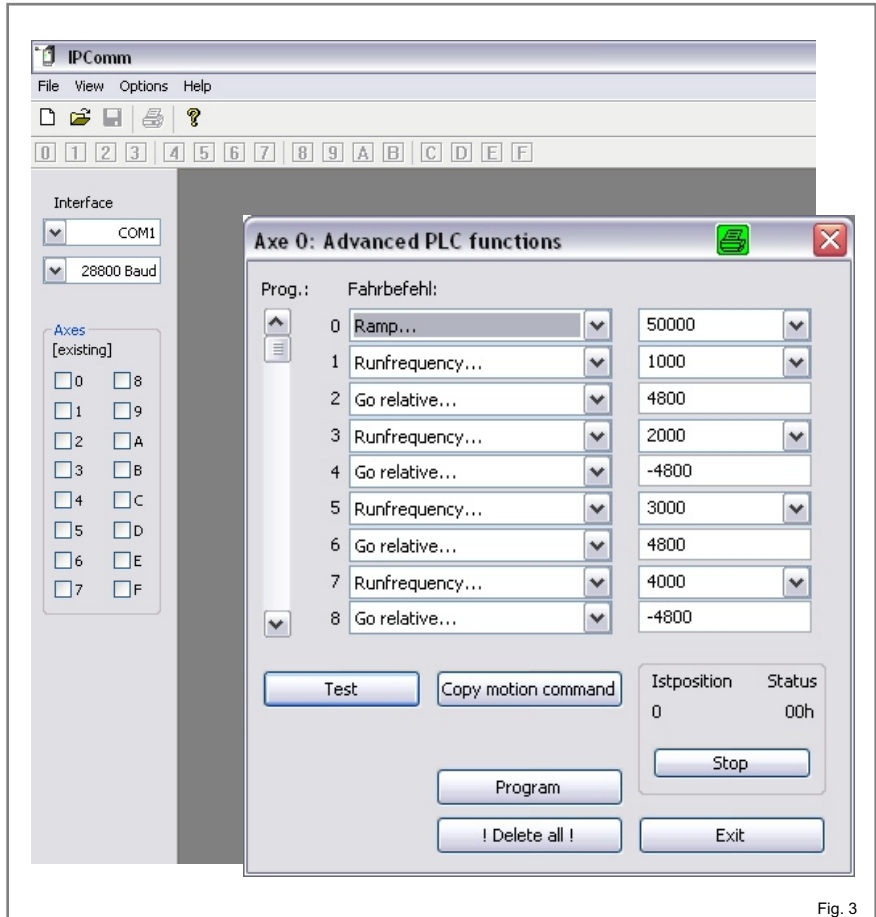 IPComm
File View Options Help
0 1 2 3 4 5 6 7 8 9 A B C D E F
Interface
COM1
28800 Baud
Axes
[existing]
0 8
1 9
2 A
3 B
4 C
5 D
6 E
7 F
Axe 0: Advanced PLC functions
Prog.: Fahrbefehl:
0 Ramp... 50000
1 Runfrequency... 1000
2 Go relative... 4800
3 Runfrequency... 2000
4 Go relative... -4800
5 Runfrequency... 3000
6 Go relative... 4800
7 Runfrequency... 4000
8 Go relative... -4800
Test Copy motion command
Istposition Status
0 00h
Stop
Program
! Delete all ! Exit
Fig. 3